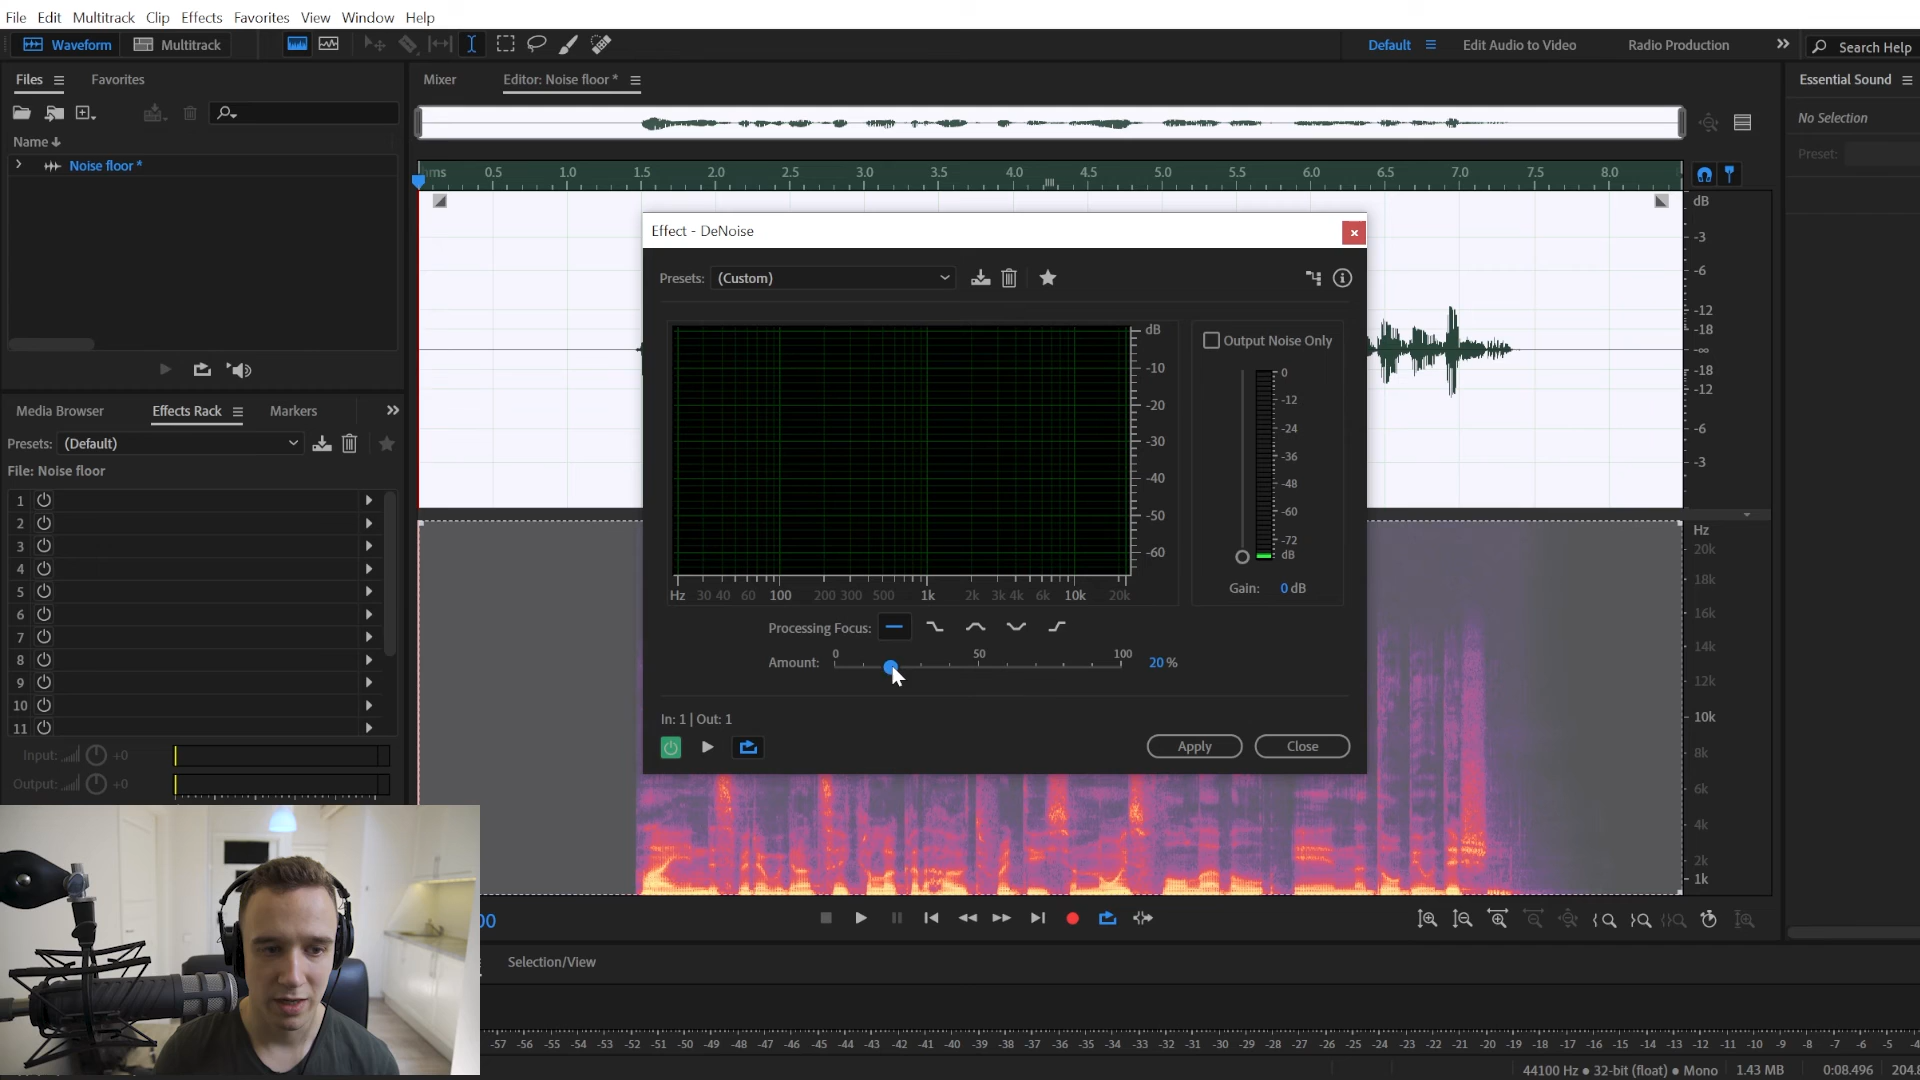 File Edit Multitrack Clip Effects Favorites View Window Help
Waveform Multitrack Default Edit Audio to Video Radio Production Search Help
Files Favorites Mixer Editor: Noise floor * Essential Sound
No Selection
Name
Preset:
Noise floor *
hms 0.5 1.0 1.5 2.0 2.5 3.0 3.5 4.0 4.5 5.0 5.5 6.0 6.5 7.0 7.5 8.0
dB
-3
-6
-12
-18
-∞
-18
-12
-6
-3
Effect - DeNoise
Presets: (Custom)
dB
-10
-20
-30
-40
-50
-60
Hz 30 40 60 100 200 300 500 1k 2k 3k 4k 6k 10k 20k
Output Noise Only
0
-12
-24
-36
-48
-60
-72
dB
Gain: 0 dB
Processing Focus:
0 50 100
Amount: 20 %
In: 1 | Out: 1
Apply Close
Media Browser Effects Rack Markers
Presets: (Default)
File: Noise floor
1
2
3
4
5
6
7
8
9
10
11
Input: +0
Output: +0
Hz
20k
18k
16k
14k
12k
10k
8k
6k
4k
2k
1k
00
Selection/View
-57 -56 -55 -54 -53 -52 -51 -50 -49 -48 -47 -46 -45 -44 -43 -42 -41 -40 -39 -38 -37 -36 -35 -34 -33 -32 -31 -30 -29 -28 -27 -26 -25 -24 -23 -22 -21 -20 -19 -18 -17 -16 -15 -14 -13 -12 -11 -10 -9 -8 -7 -6 -5 -4
44100 Hz ● 32-bit (float) ● Mono 1.43 MB 0:08.496 204.8